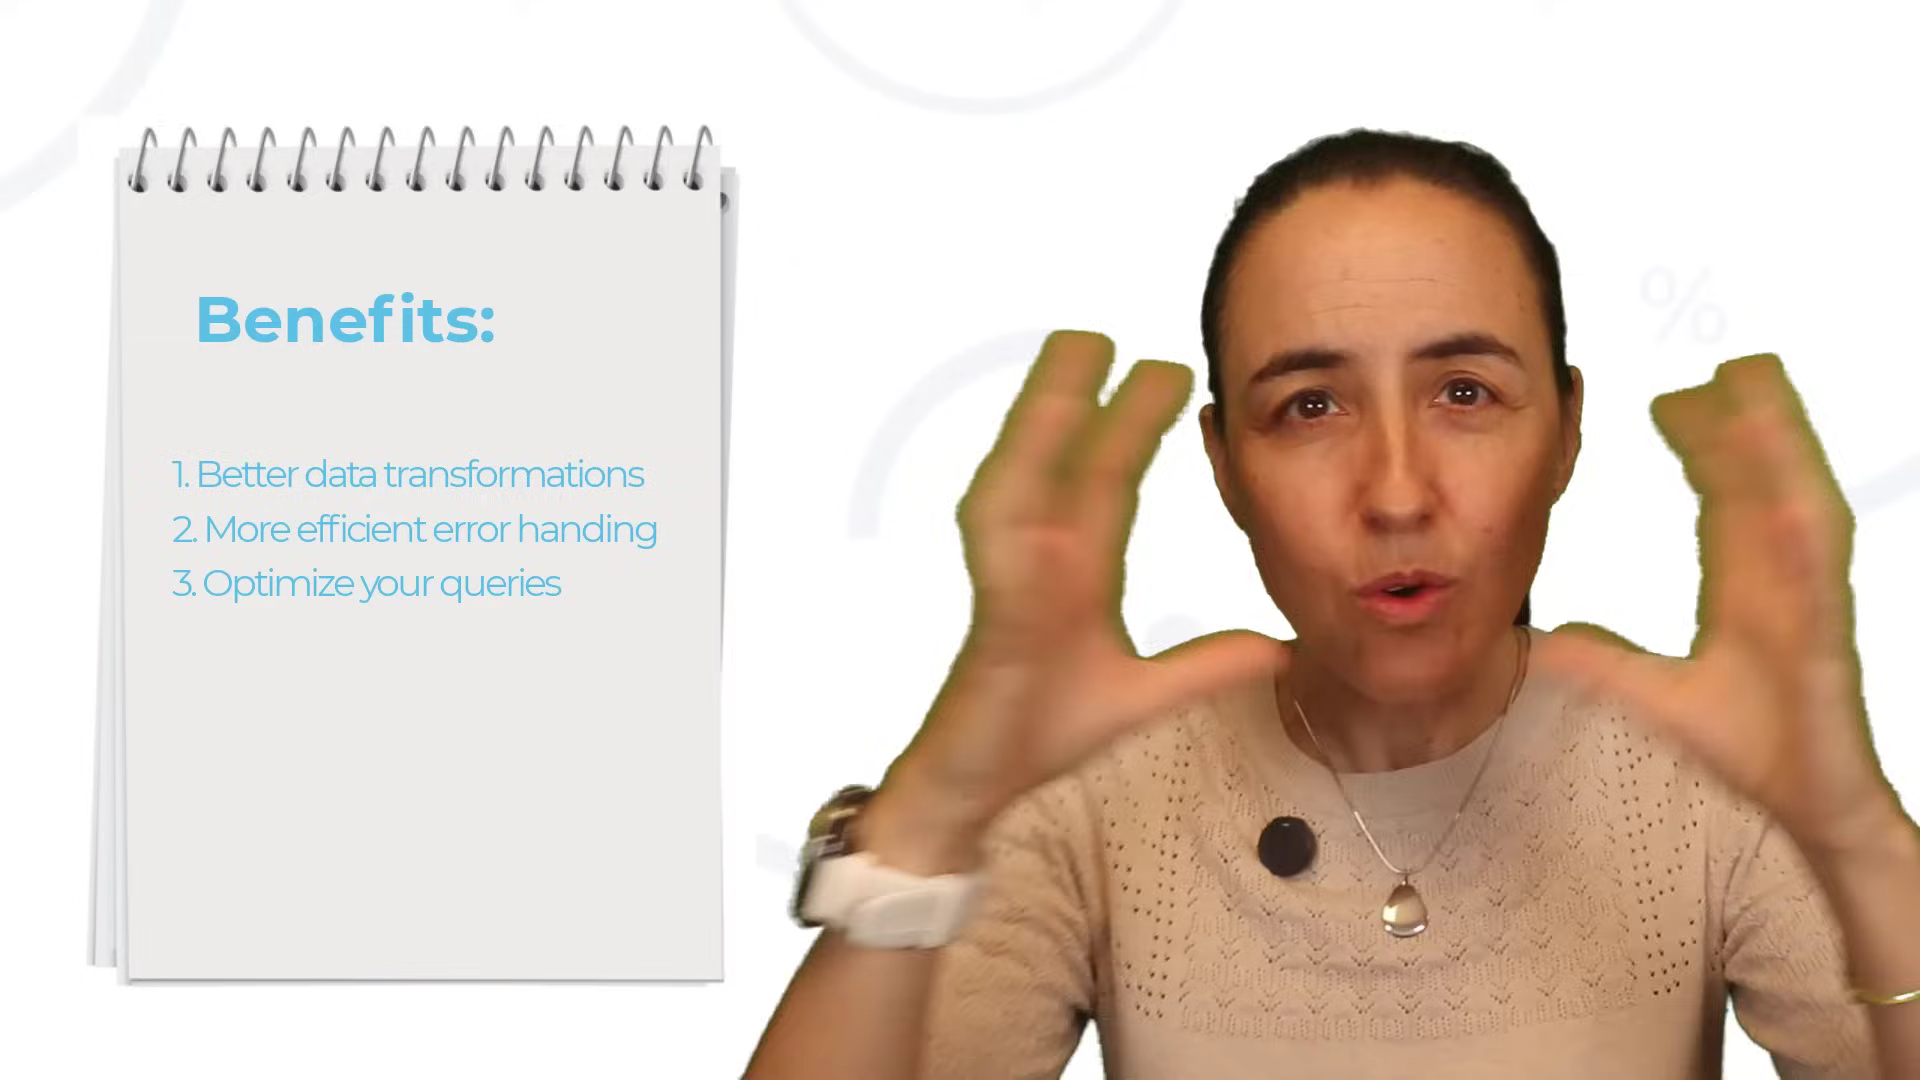 Benefits:
1. Better data transformations
2. More efficient error handing
3. Optimize your queries
%